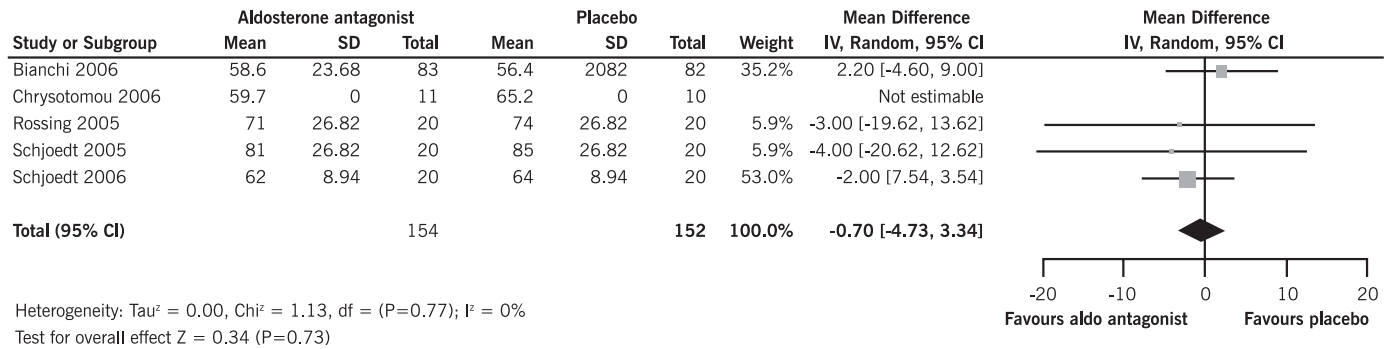 Aldosterone antagonist Placebo Mean Difference Mean Difference
Study or Subgroup Mean SD Total Mean SD Total Weight IV, Random, 95% CI IV, Random, 95% CI
Bianchi 2006 58.6 23.68 83 56.4 2082 82 35.2% 2.20 [-4.60, 9.00]
Chrysotomou 2006 59.7 0 11 65.2 0 10 Not estimable
Rossing 2005 71 26.82 20 74 26.82 20 5.9% -3.00 [-19.62, 13.62]
Schjoedt 2005 81 26.82 20 85 26.82 20 5.9% -4.00 [-20.62, 12.62]
Schjoedt 2006 62 8.94 20 64 8.94 20 53.0% -2.00 [7.54, 3.54]
Total (95% CI) 154 152 100.0% -0.70 [-4.73, 3.34]
-20 -10 0 10 20
Favours aldo antagonist Favours placebo
Heterogeneity: Tauᶻ = 0.00, Chiᶻ = 1.13, df = (P=0.77); Iᶻ = 0%
Test for overall effect Z = 0.34 (P=0.73)